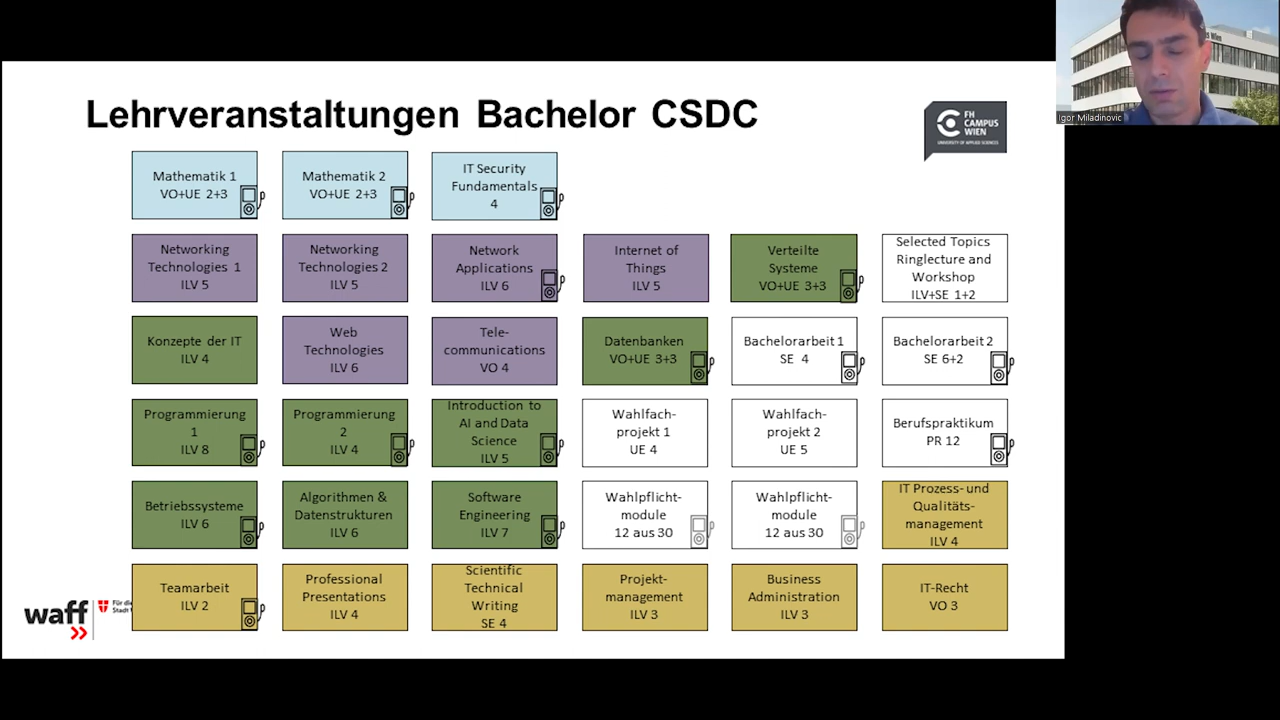 Lehrveranstaltungen Bachelor CSDC
FH
CAMPUS
WIEN
UNIVERSITY OF APPLIED SCIENCES
Igor Miladinovic
Mathematik 1
VO+UE 2+3
Mathematik 2
VO+UE 2+3
IT Security
Fundamentals
4
Networking
Technologies 1
ILV 5
Networking
Technologies 2
ILV 5
Network
Applications
ILV 6
Internet of
Things
ILV 5
Verteilte
Systeme
VO+UE 3+3
Selected Topics
Ringlecture and
Workshop
ILV+SE 1+2
Konzepte der IT
ILV 4
Web
Technologies
ILV 6
Tele-
communications
VO 4
Datenbanken
VO+UE 3+3
Bachelorarbeit 1
SE 4
Bachelorarbeit 2
SE 6+2
Programmierung
1
ILV 8
Programmierung
2
ILV 4
Introduction to
AI and Data
Science
ILV 5
Wahlfach-
projekt 1
UE 4
Wahlfach-
projekt 2
UE 5
Berufspraktikum
PR 12
Betriebssysteme
ILV 6
Algorithmen &
Datenstrukturen
ILV 6
Software
Engineering
ILV 7
Wahlpflicht-
module
12 aus 30
Wahlpflicht-
module
12 aus 30
IT Prozess- und
Qualitäts-
management
ILV 4
Teamarbeit
ILV 2
Professional
Presentations
ILV 4
Scientific
Technical
Writing
SE 4
Projekt-
management
ILV 3
Business
Administration
ILV 3
IT-Recht
VO 3
waff
Für die
Stadt